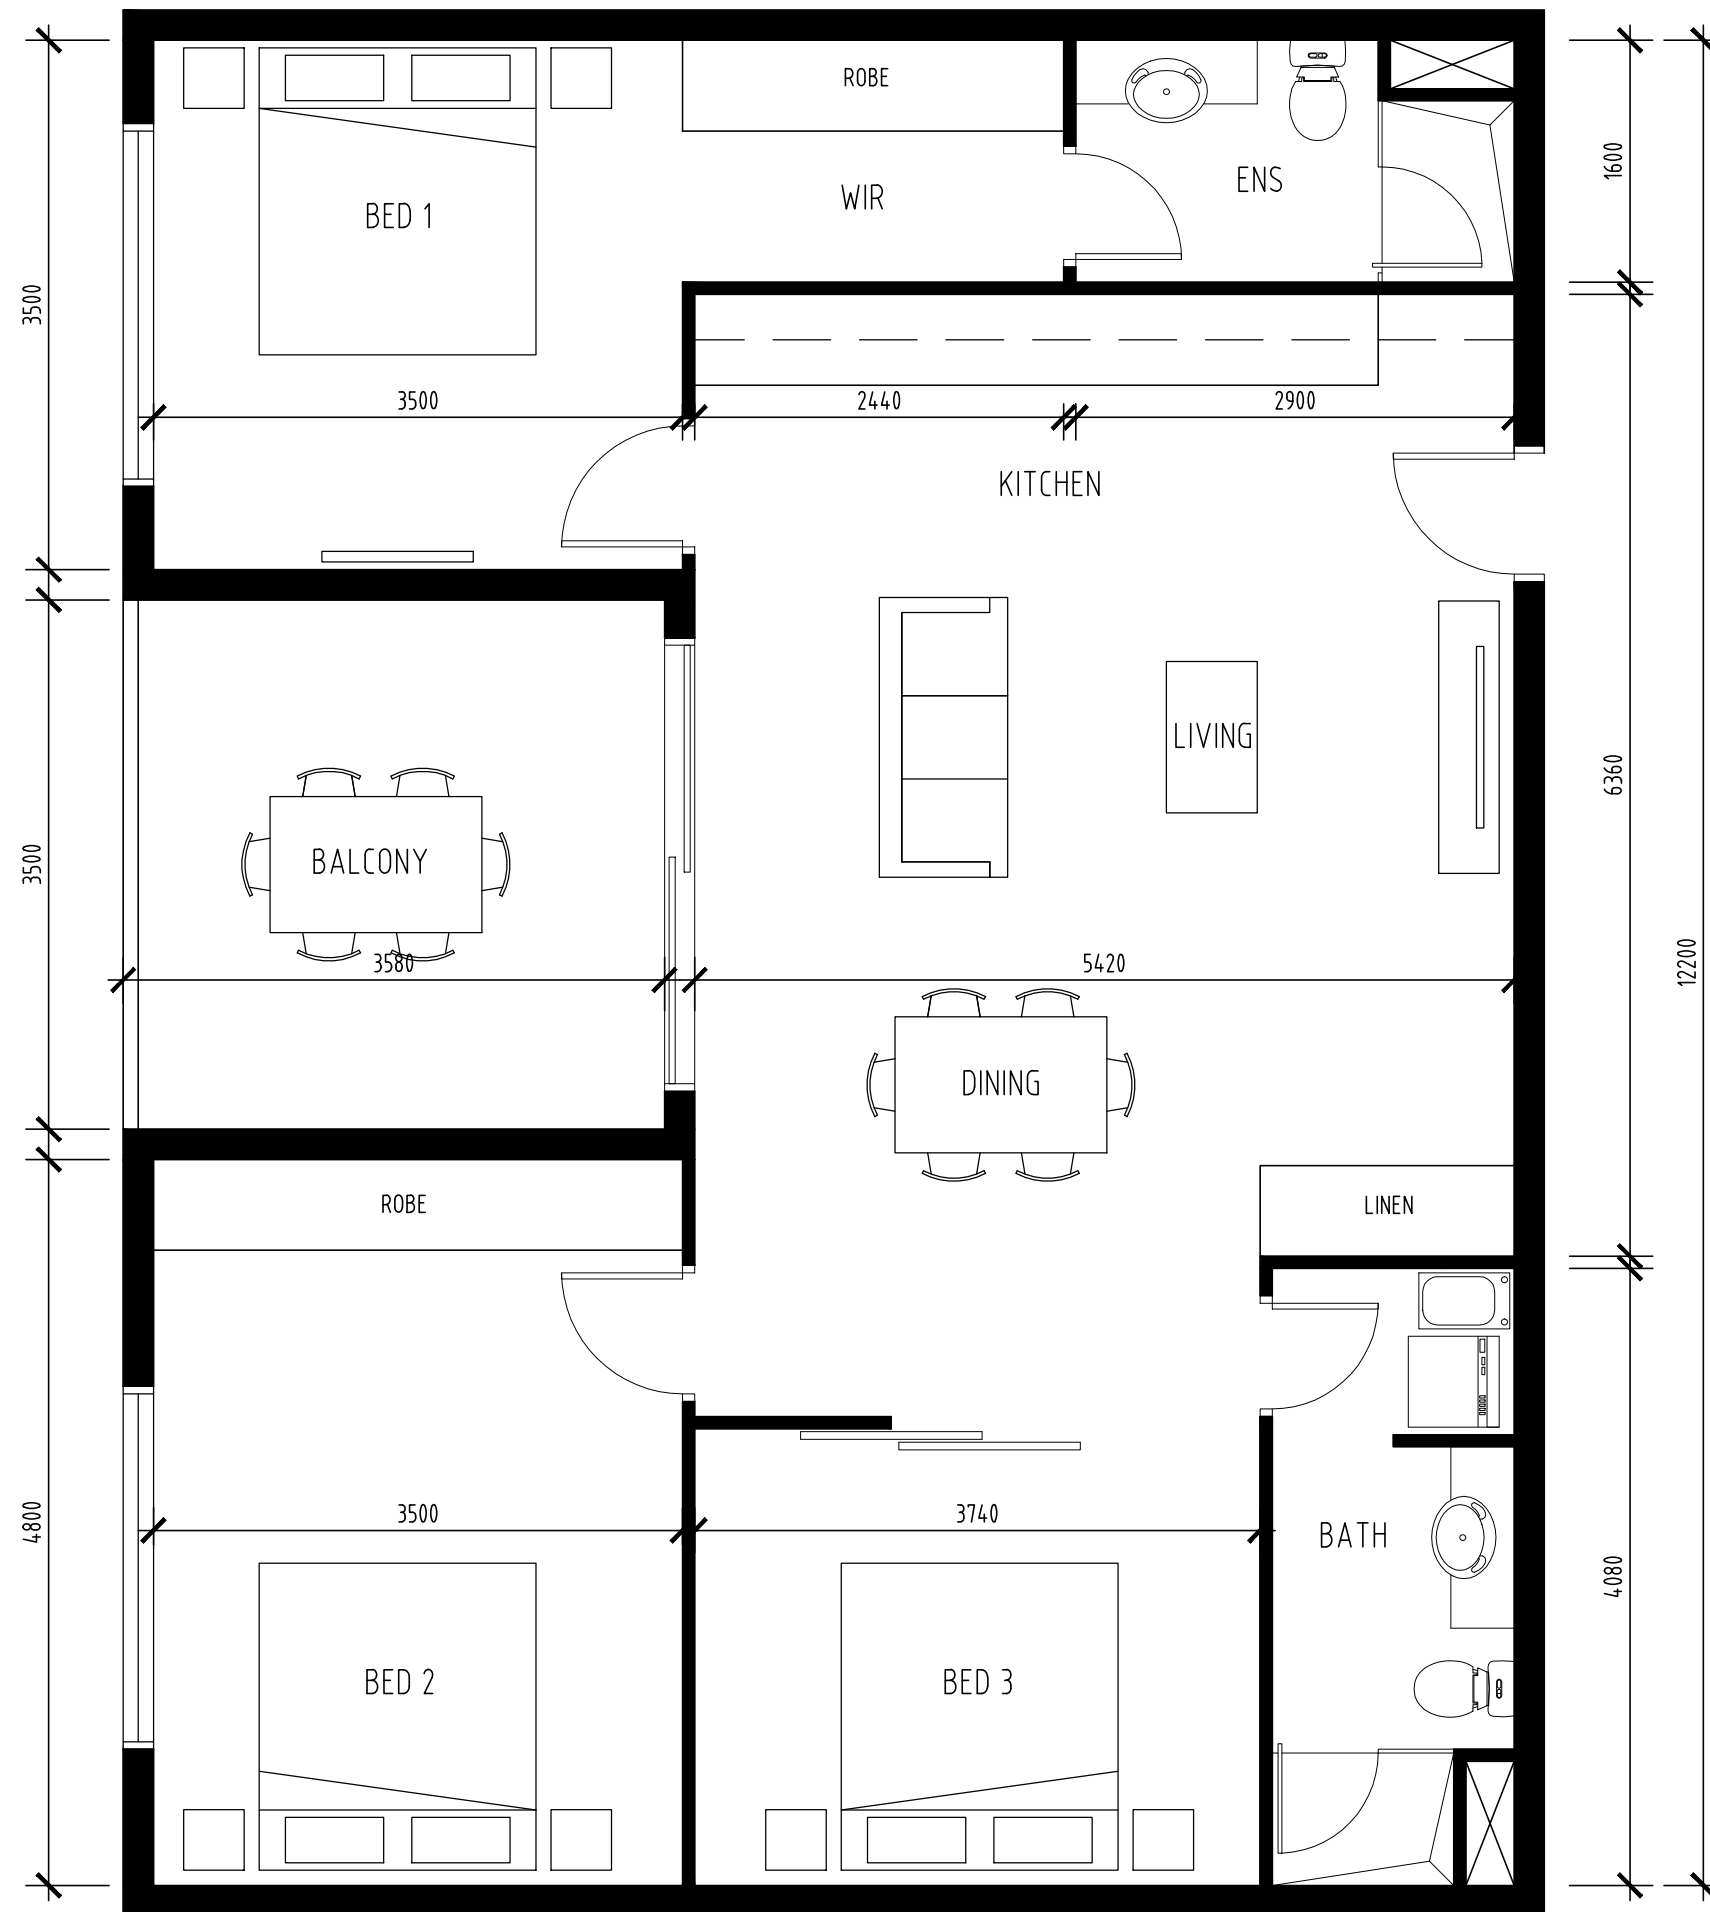 ROBE
1600
ENS
WIR
BED 1
3500
3500
2440
2900
KITCHEN
LIVING
6360
BALCONY
3500
3580
5420
12200
DINING
ROBE
LINEN
3500
3740
4800
BATH
4080
BED 2
BED 3